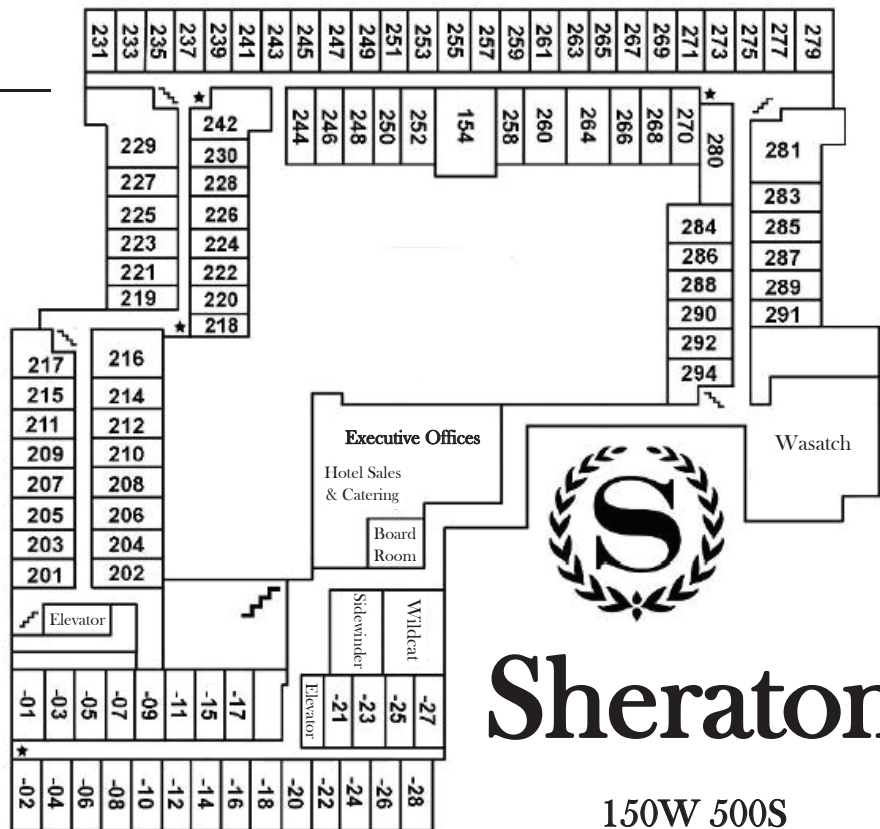 231 233 235 237 239 241 243 245 247 249 251 253 255 257 259 261 263 265 267 269 271 273 275 277 279
242 244 246 248 250 252 154 258 260 264 266 268 270 280 281
229 230
227 228 283
225 226 284 285
223 224 286 287
221 222 288 289
219 220 290 291
218 292
217 216 294
215 214
211 212
209 210
207 208
205 206
203 204
201 202
Executive Offices
Hotel Sales
& Catering
Board
Room
Wasatch
S
Elevator
Sidewinder
Wildcat
-01 -03 -05 -07 -09 -11 -15 -17
Elevator
-21 -23 -25 -27
-02 -04 -06 -08 -10 -12 -14 -16 -18 -20 -22 -24 -26 -28
Sheraton
150W 500S